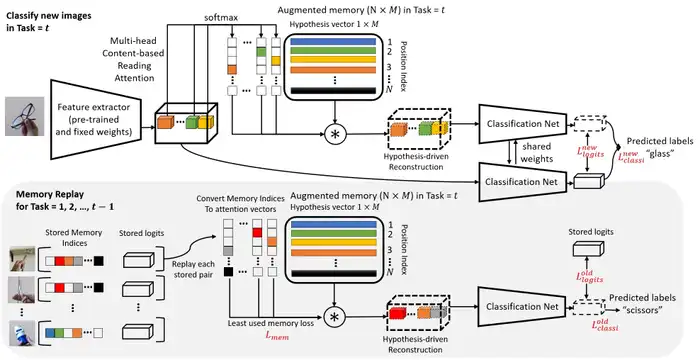 Classify new images
in Task = t
softmax
Augmented memory (N × M) in Task = t
Hypothesis vector 1 × M
Multi-head
Content-based
Reading
Attention
1
2
3
N
Position Index
Feature extractor
(pre-trained
and fixed weights)
Hypothesis-driven
Reconstruction
Classification Net
shared
weights
Classification Net
L_{logits}^{new}
L_{classi}^{new}
Predicted labels
"glass"
Memory Replay
for Task = 1, 2, ..., t − 1
Convert Memory Indices
To attention vectors
Augmented memory (N × M) in Task = t
Hypothesis vector 1 × M
Stored Memory
Indices
Stored logits
Replay each
stored pair
1
2
3
N
Position Index
Least used memory loss
L_{mem}
Hypothesis-driven
Reconstruction
Classification Net
Stored logits
L_{logits}^{old}
L_{classi}^{old}
Predicted labels
"scissors"